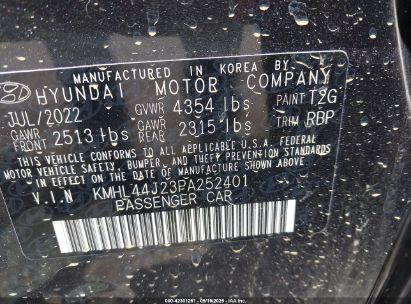 MANUFACTURED IN KOREA BY
HYUNDAI MOTOR COMPANY
JUL/2022 GVWR 4354 lbs PAINT T2G
GAWR FRONT 2513 lbs GAWR REAR 2315 lbs TRIM RBP
THIS VEHICLE CONFORMS TO ALL APPLICABLE U.S.A. FEDERAL
MOTOR VEHICLE SAFETY, BUMPER, AND THEFT PREVENTION STANDARDS
IN EFFECT ON THE DATE OF MANUFACTURE SHOWN ABOVE.
V.I.N KMHL44J23PA252401
PASSENGER CAR